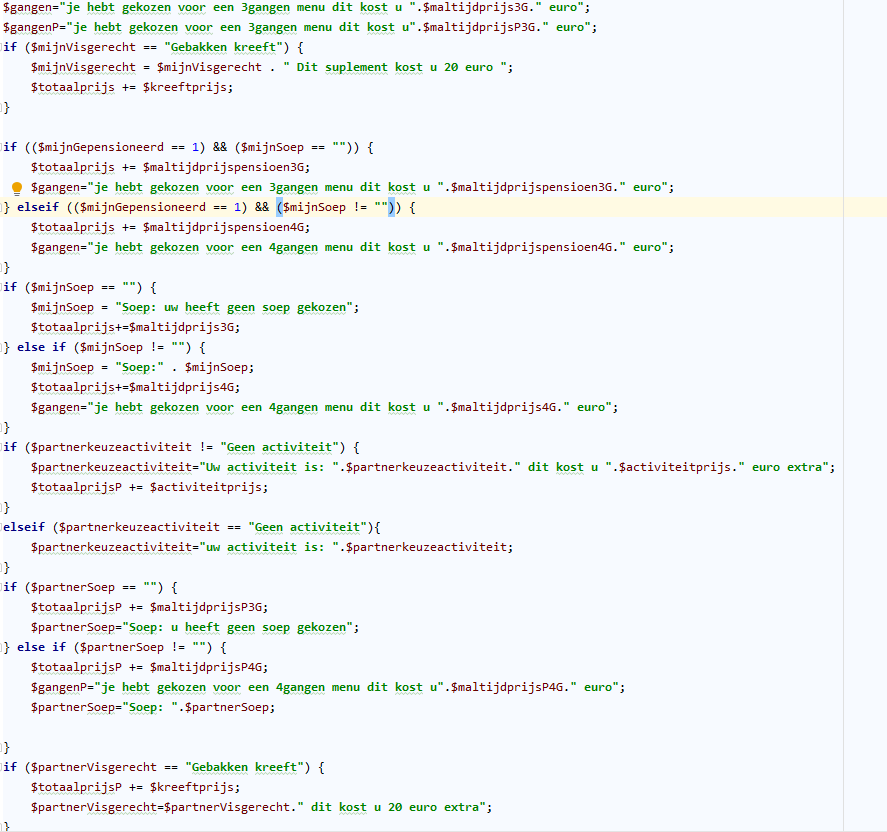 $gangen="je hebt gekozen voor een 3gangen menu dit kost u ".$maltijdprijs3G." euro";
$gangenP="je hebt gekozen voor een 3gangen menu dit kost u".$maltijdprijsP3G." euro";
if ($mijnVisgerecht == "Gebakken kreeft") {
    $mijnVisgerecht = $mijnVisgerecht . " Dit suplement kost u 20 euro ";
    $totaalprijs += $kreeftprijs;
}
if (($mijnGepensioneerd == 1) && ($mijnSoep == "")) {
    $totaalprijs += $maltijdprijspensioen3G;
    $gangen="je hebt gekozen voor een 3gangen menu dit kost u ".$maltijdprijspensioen3G." euro";
} elseif (($mijnGepensioneerd == 1) && ($mijnSoep != "")) {
    $totaalprijs += $maltijdprijspensioen4G;
    $gangen="je hebt gekozen voor een 4gangen menu dit kost u ".$maltijdprijspensioen4G." euro";
}
if ($mijnSoep == "") {
    $mijnSoep = "Soep: uw heeft geen soep gekozen";
    $totaalprijs+=$maltijdprijs3G;
} else if ($mijnSoep != "") {
    $mijnSoep = "Soep:" . $mijnSoep;
    $totaalprijs+=$maltijdprijs4G;
    $gangen="je hebt gekozen voor een 4gangen menu dit kost u ".$maltijdprijs4G." euro";
}
if ($partnerkeuzeactiviteit != "Geen activiteit") {
    $partnerkeuzeactiviteit="Uw activiteit is: ".$partnerkeuzeactiviteit." dit kost u ".$activiteitprijs." euro extra";
    $totaalprijsP += $activiteitprijs;
}
elseif ($partnerkeuzeactiviteit == "Geen activiteit"){
    $partnerkeuzeactiviteit="uw activiteit is: ".$partnerkeuzeactiviteit;
}
if ($partnerSoep == "") {
    $totaalprijsP += $maltijdprijsP3G;
    $partnerSoep="Soep: u heeft geen soep gekozen";
} else if ($partnerSoep != "") {
    $totaalprijsP += $maltijdprijsP4G;
    $gangenP="je hebt gekozen voor een 4gangen menu dit kost u".$maltijdprijsP4G." euro";
    $partnerSoep="Soep: ".$partnerSoep;
}
if ($partnerVisgerecht == "Gebakken kreeft") {
    $totaalprijsP += $kreeftprijs;
    $partnerVisgerecht=$partnerVisgerecht." dit kost u 20 euro extra";
}